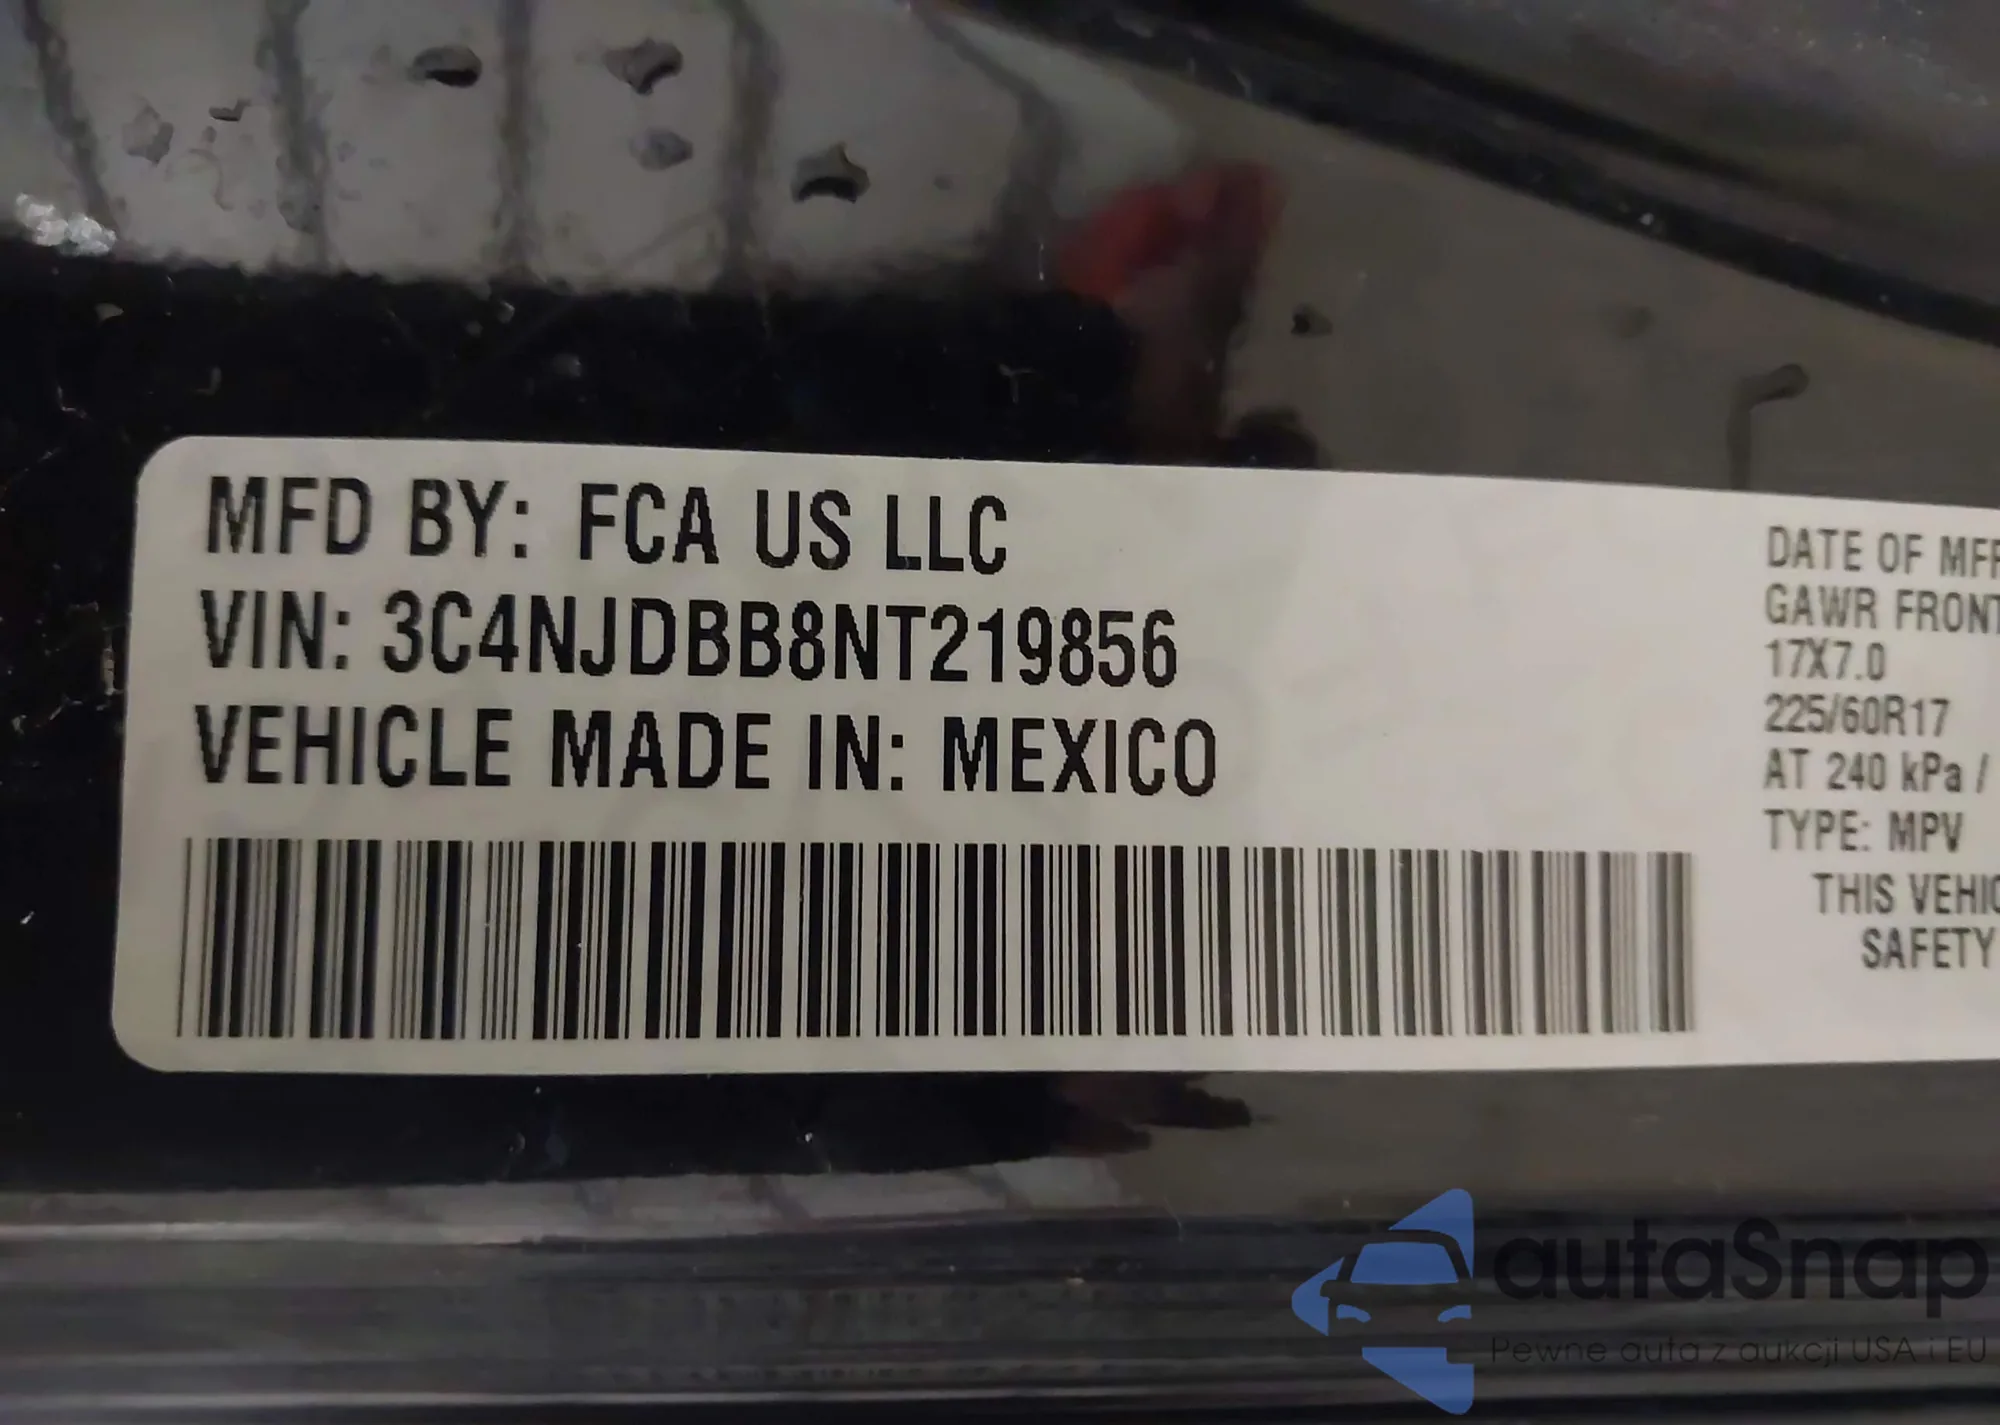 MFD BY: FCA US LLC
VIN: 3C4NJDBB8NT219856
VEHICLE MADE IN: MEXICO
DATE OF MFR
GAWR FRONT
17X7.0
225/60R17
AT 240 kPa /
TYPE: MPV
THIS VEHIC
SAFETY
autaSnap
Pewne auta z aukcji USA i EU